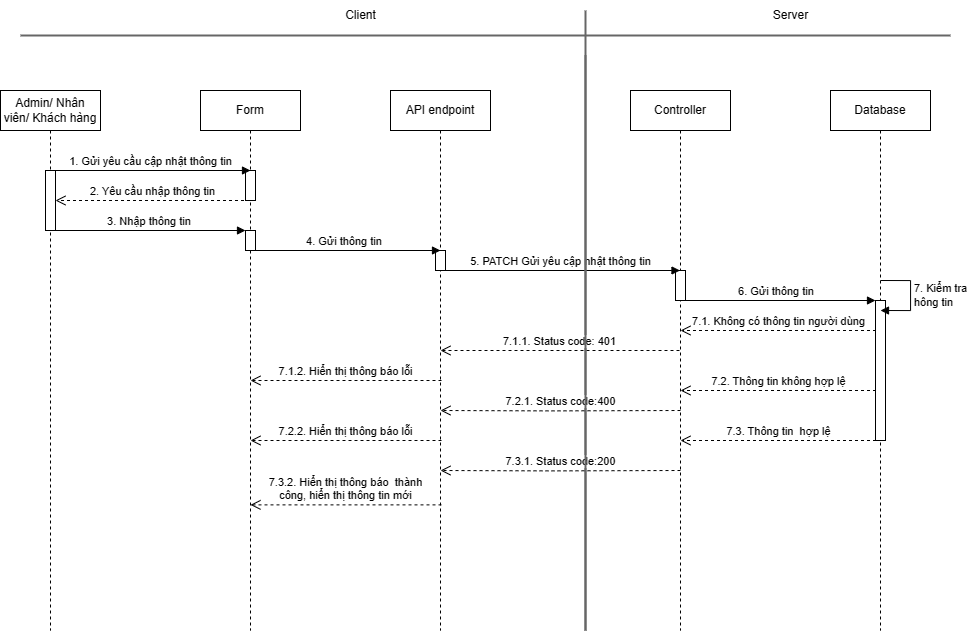 Client
Server
Admin/ Nhân
viên/ Khách hàng
Form
API endpoint
Controller
Database
1. Gửi yêu cầu cập nhật thông tin
2. Yêu cầu nhập thông tin
3. Nhập thông tin
4. Gửi thông tin
5. PATCH Gửi yêu cập nhật thông tin
6. Gửi thông tin
7. Kiểm tra
hông tin
7.1. Không có thông tin người dùng
7.1.1. Status code: 401
7.1.2. Hiển thị thông báo lỗi
7.2. Thông tin không hợp lệ
7.2.1. Status code:400
7.2.2. Hiển thị thông báo lỗi
7.3. Thông tin hợp lệ
7.3.1. Status code:200
7.3.2. Hiển thị thông báo thành
công, hiển thị thông tin mới